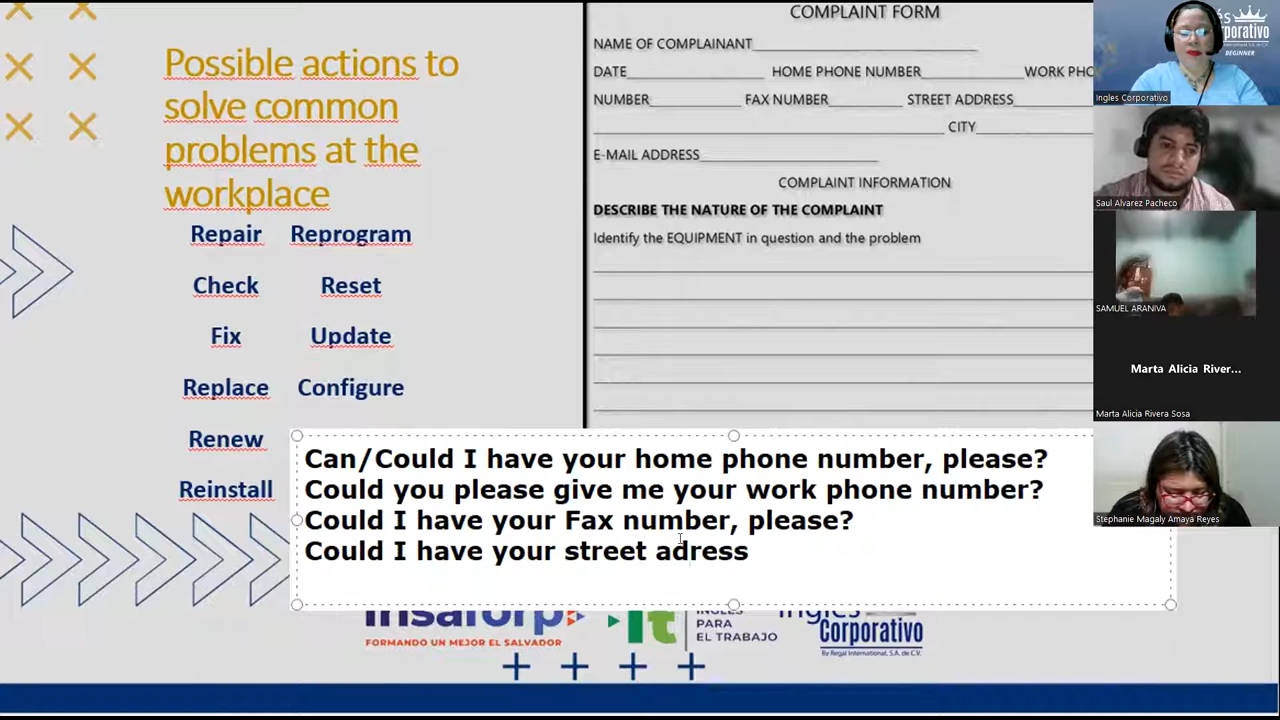 Possible actions to
solve common
problems at the
workplace
Repair Reprogram
Check Reset
Fix Update
Replace Configure
Renew
Reinstall
COMPLAINT FORM
NAME OF COMPLAINANT
DATE HOME PHONE NUMBER WORK
NUMBER FAX NUMBER STREET ADDRESS
CITY
E-MAIL ADDRESS
COMPLAINT INFORMATION
DESCRIBE THE NATURE OF THE COMPLAINT
Identify the EQUIPMENT in question and the problem
Can/Could I have your home phone number, please?
Could you please give me your work phone number?
Could I have your Fax number, please?
Could I have your street adress
FORMANDO UN MEJOR EL SALVADOR
INGLÉS
PARA
EL TRABAJO
Inglés
Corporativo
By Regal International, S.A. de C.V.
BEGINNER
Ingles Corporativo
Saul Alvarez Pacheco
SAMUEL ARANIVA
Marta Alicia River...
Marta Alicia Rivera Sosa
Stephanie Magaly Amaya Reyes